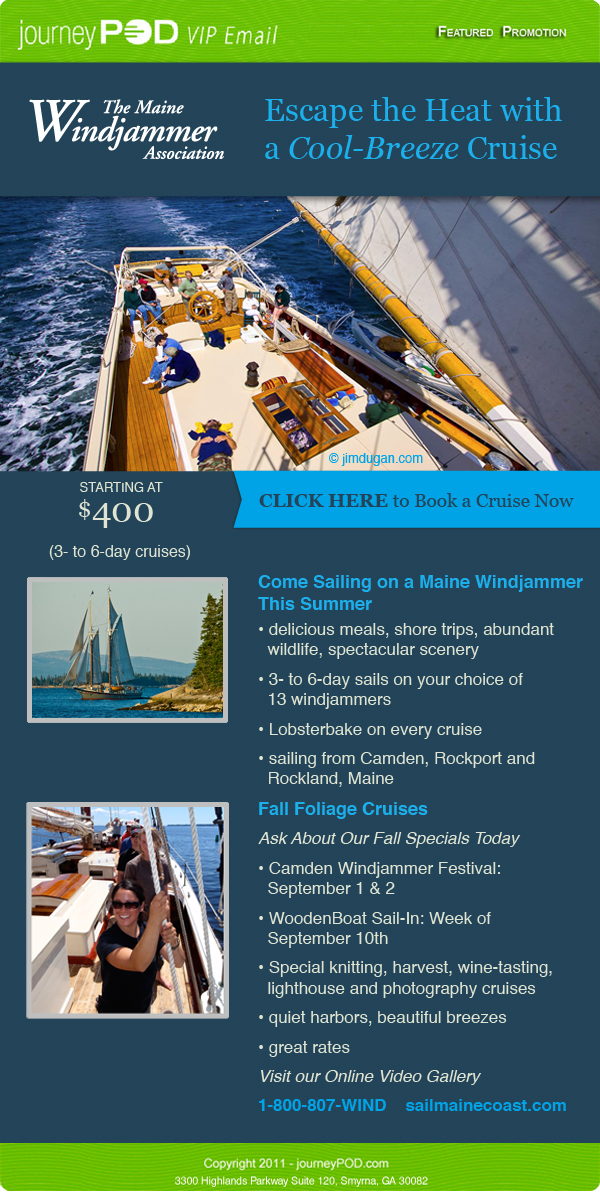 journeyPOD VIP Email
Featured Promotion
The Maine
Windjammer
Association
Escape the Heat with
a Cool-Breeze Cruise
© jimdugan.com
STARTING AT
$400
(3- to 6-day cruises)
CLICK HERE to Book a Cruise Now
Come Sailing on a Maine Windjammer
This Summer
• delicious meals, shore trips, abundant
wildlife, spectacular scenery
• 3- to 6-day sails on your choice of
13 windjammers
• Lobsterbake on every cruise
• sailing from Camden, Rockport and
Rockland, Maine
Fall Foliage Cruises
Ask About Our Fall Specials Today
• Camden Windjammer Festival:
September 1 & 2
• WoodenBoat Sail-In: Week of
September 10th
• Special knitting, harvest, wine-tasting,
lighthouse and photography cruises
• quiet harbors, beautiful breezes
• great rates
Visit our Online Video Gallery
1-800-807-WIND sailmainecoast.com
Copyright 2011 - journeyPOD.com
3300 Highlands Parkway Suite 120, Smyrna, GA 30082